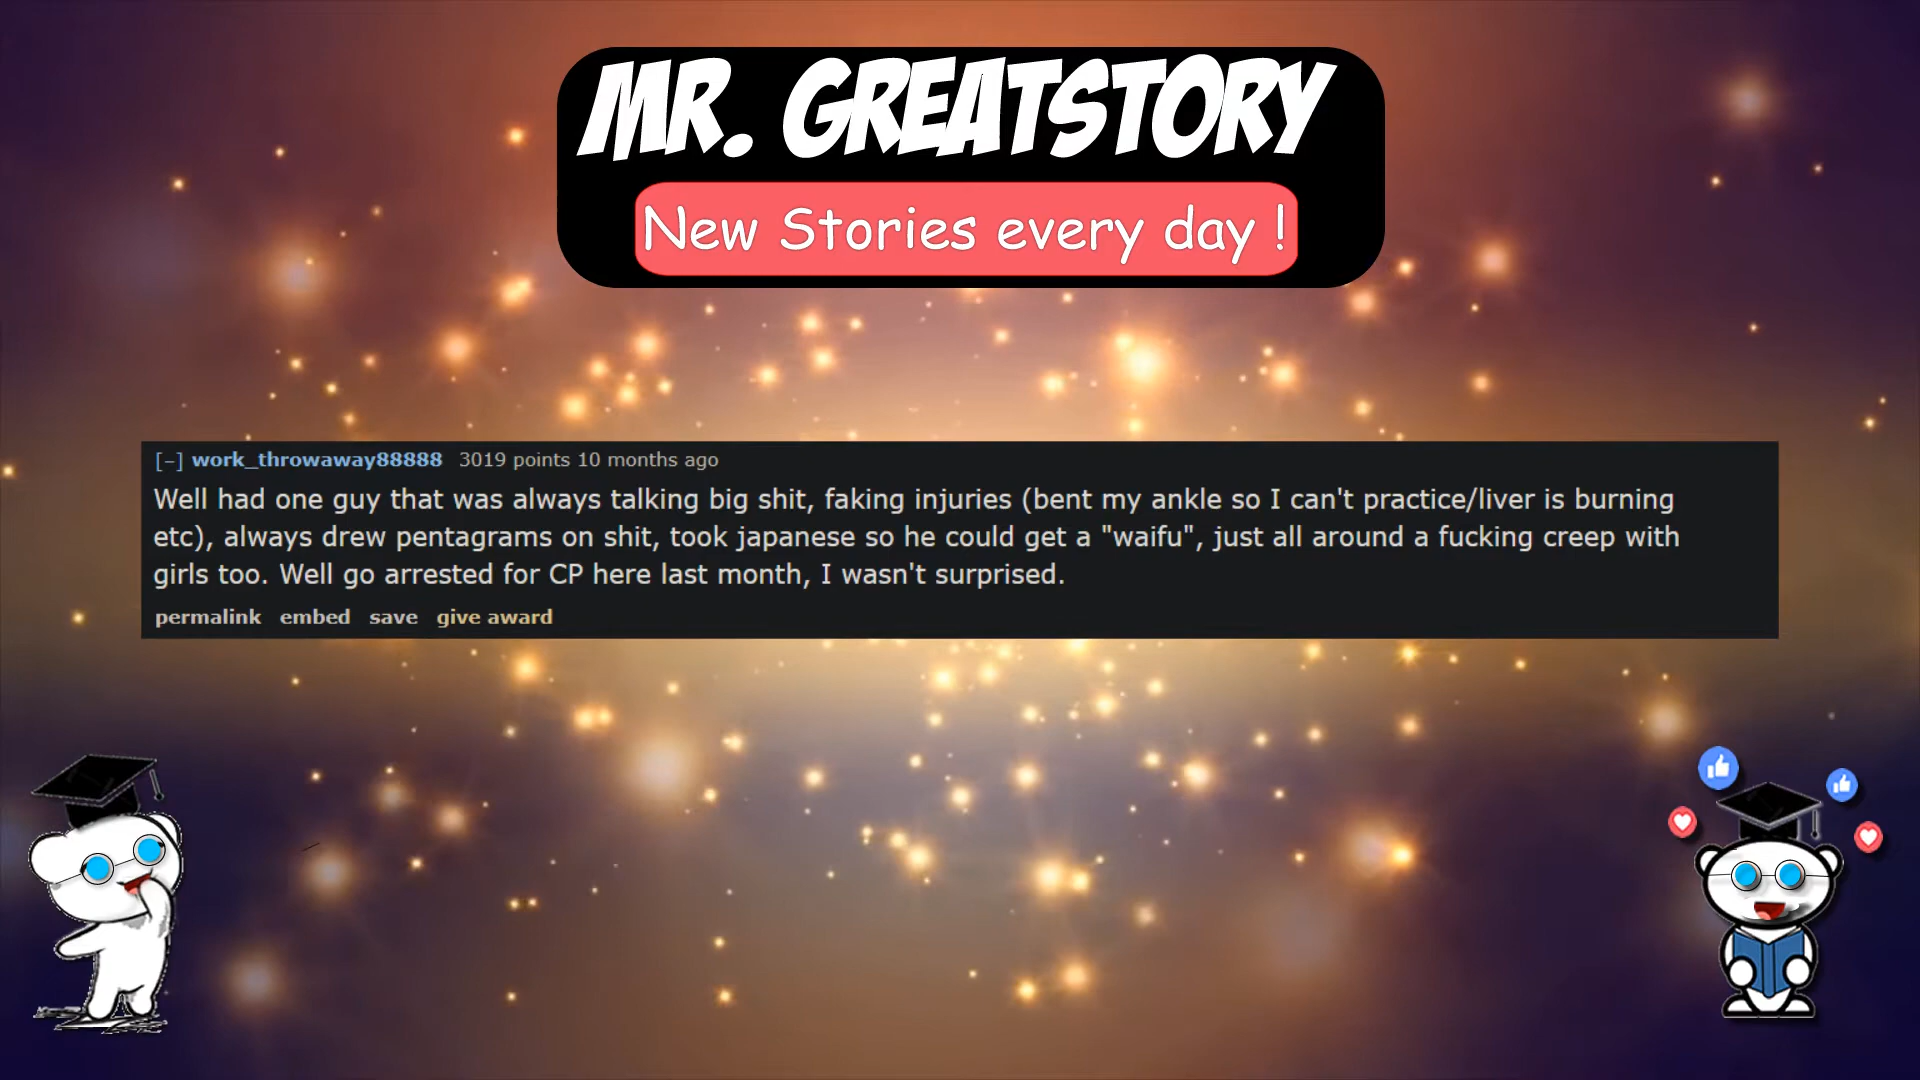 MR. GREATSTORY
New Stories every day !
[–] work_throwaway88888 3019 points 10 months ago
Well had one guy that was always talking big shit, faking injuries (bent my ankle so I can't practice/liver is burning
etc), always drew pentagrams on shit, took japanese so he could get a "waifu", just all around a fucking creep with
girls too. Well go arrested for CP here last month, I wasn't surprised.
permalink embed save give award